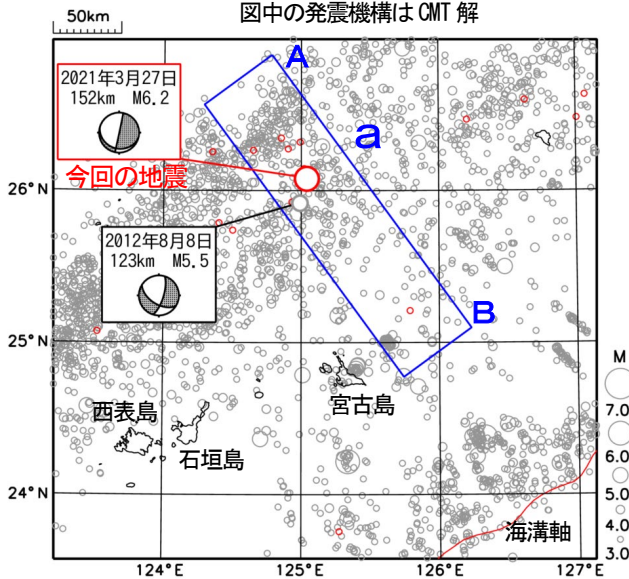 50km
図中の発震機構は CMT 解
A
2021年3月27日
152km M6.2
a
今回の地震
26°N
2012年8月8日
123km M5.5
B
25°N
宮古島
西表島
石垣島
M
7.0
6.0
5.0
4.0
3.0
24°N
海溝軸
124°E
125°E
126°E
127°E